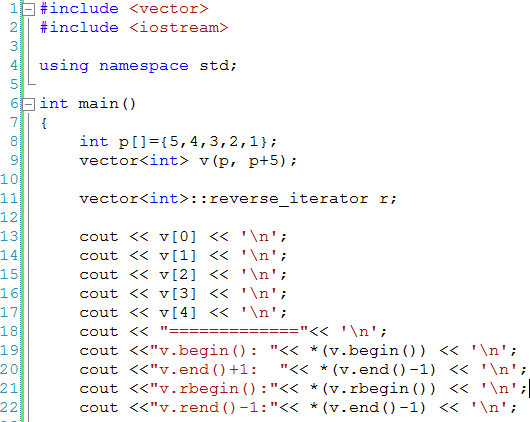 1 #include <vector>
2 #include <iostream>
3
4 using namespace std;
5
6 int main()
7 {
8 int p[]={5,4,3,2,1};
9 vector<int> v(p, p+5);
10
11 vector<int>::reverse_iterator r;
12
13 cout << v[0] << '\n';
14 cout << v[1] << '\n';
15 cout << v[2] << '\n';
16 cout << v[3] << '\n';
17 cout << v[4] << '\n';
18 cout << "============="<< '\n';
19 cout <<"v.begin(): "<< *(v.begin()) << '\n';
20 cout <<"v.end()+1:  "<< *(v.end()-1) << '\n';
21 cout <<"v.rbegin():"<< *(v.rbegin()) << '\n';
22 cout <<"v.rend()-1:"<< *(v.end()-1) << '\n';